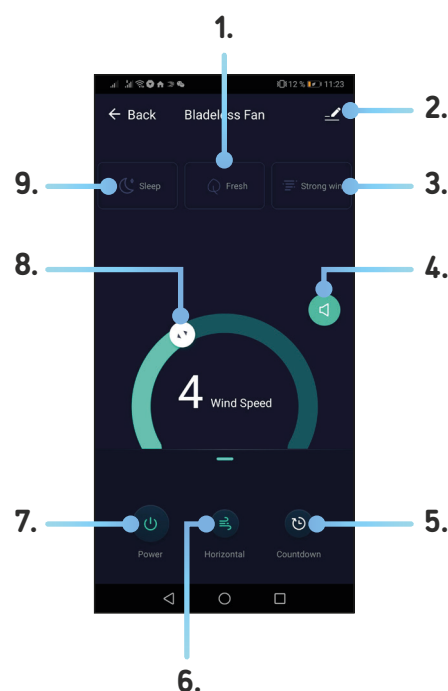 1.
12 % 11:23
Back Bladeless Fan
2.
9.
Sleep Fresh Strong win
3.
8.
4.
4 Wind Speed
7.
5.
Power Horizontal Countdown
6.